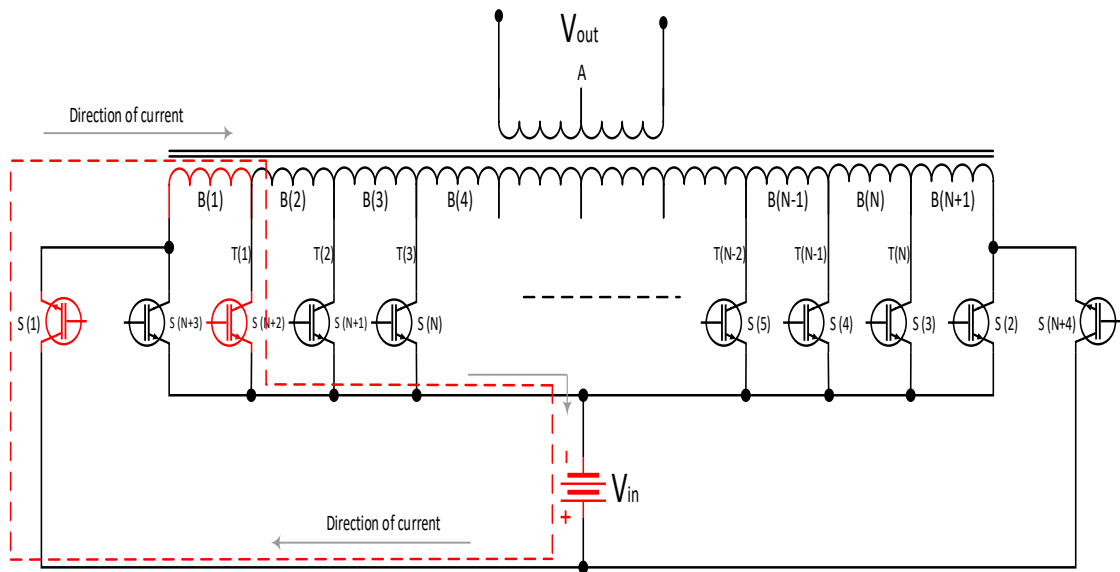 Vout
A
Direction of current
B(1)
B(2)
B(3)
B(4)
B(N-1)
B(N)
B(N+1)
T(1)
T(2)
T(3)
T(N-2)
T(N-1)
T(N)
S (1)
S (N+3)
S (N+2)
S (N+1)
S (N)
S (5)
S (4)
S (3)
S (2)
S (N+4)
-
Vin
+
Direction of current